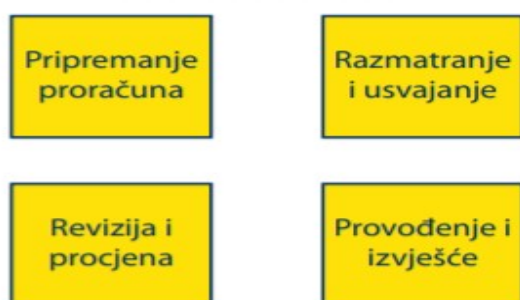 Pripremanje
proračuna
Razmatranje
i usvajanje
Revizija i
procjena
Provođenje i
izvješće